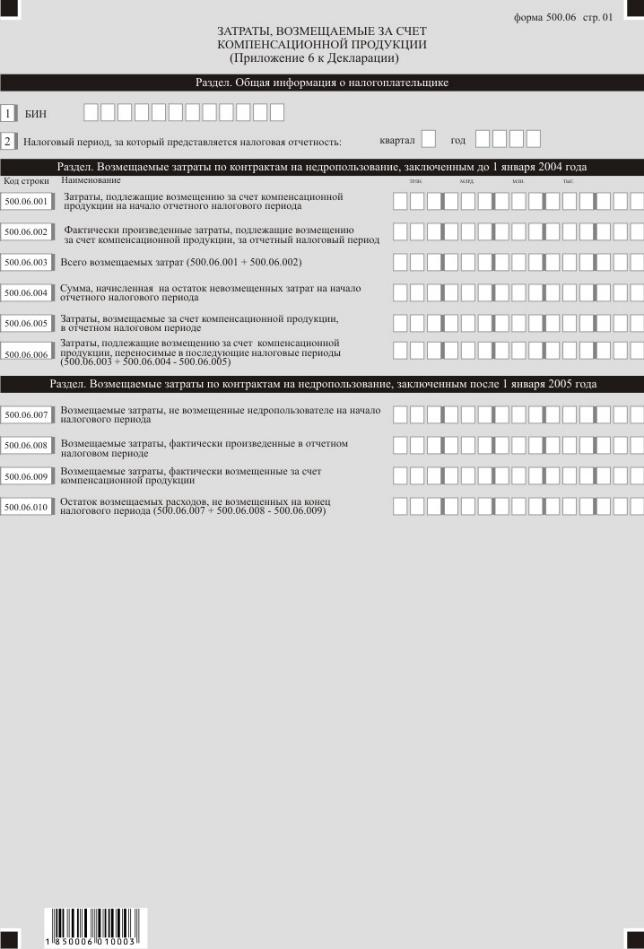 форма 500.06 стр. 01
ЗАТРАТЫ, ВОЗМЕЩАЕМЫЕ ЗА СЧЕТ
КОМПЕНСАЦИОННОЙ ПРОДУКЦИИ
(Приложение 6 к Декларации)
Раздел. Общая информация о налогоплательщике
1 БИН
2 Налоговый период, за который представляется налоговая отчетность: квартал год
Раздел. Возмещаемые затраты по контрактам на недропользование, заключенным до 1 января 2004 года
Код строки Наименование трлн. млрд. млн. тыс.
500.06.001 Затраты, подлежащие возмещению за счет компенсационной
продукции на начало отчетного налогового периода
500.06.002 Фактически произведенные затраты, подлежащие возмещению
за счет компенсационной продукции, за отчетный налоговый период
500.06.003 Всего возмещаемых затрат (500.06.001 + 500.06.002)
500.06.004 Сумма, начисленная на остаток невозмещенных затрат на начало
отчетного налогового периода
500.06.005 Затраты, возмещаемые за счет компенсационной продукции,
в отчетном налоговом периоде
500.06.006 Затраты, подлежащие возмещению за счет компенсационной
продукции, переносимые в последующие налоговые периоды
(500.06.003 + 500.06.004 - 500.06.005)
Раздел. Возмещаемые затраты по контрактам на недропользование, заключенным после 1 января 2005 года
500.06.007 Возмещаемые затраты, не возмещенные недропользователе на начало
налогового периода
500.06.008 Возмещаемые затраты, фактически произведенные в отчетном
налоговом периоде
500.06.009 Возмещаемые затраты, фактически возмещенные за счет
компенсационной продукции
500.06.010 Остаток возмещаемых расходов, не возмещенных на конец
налогового периода (500.06.007 + 500.06.008 - 500.06.009)
1 850006 010003